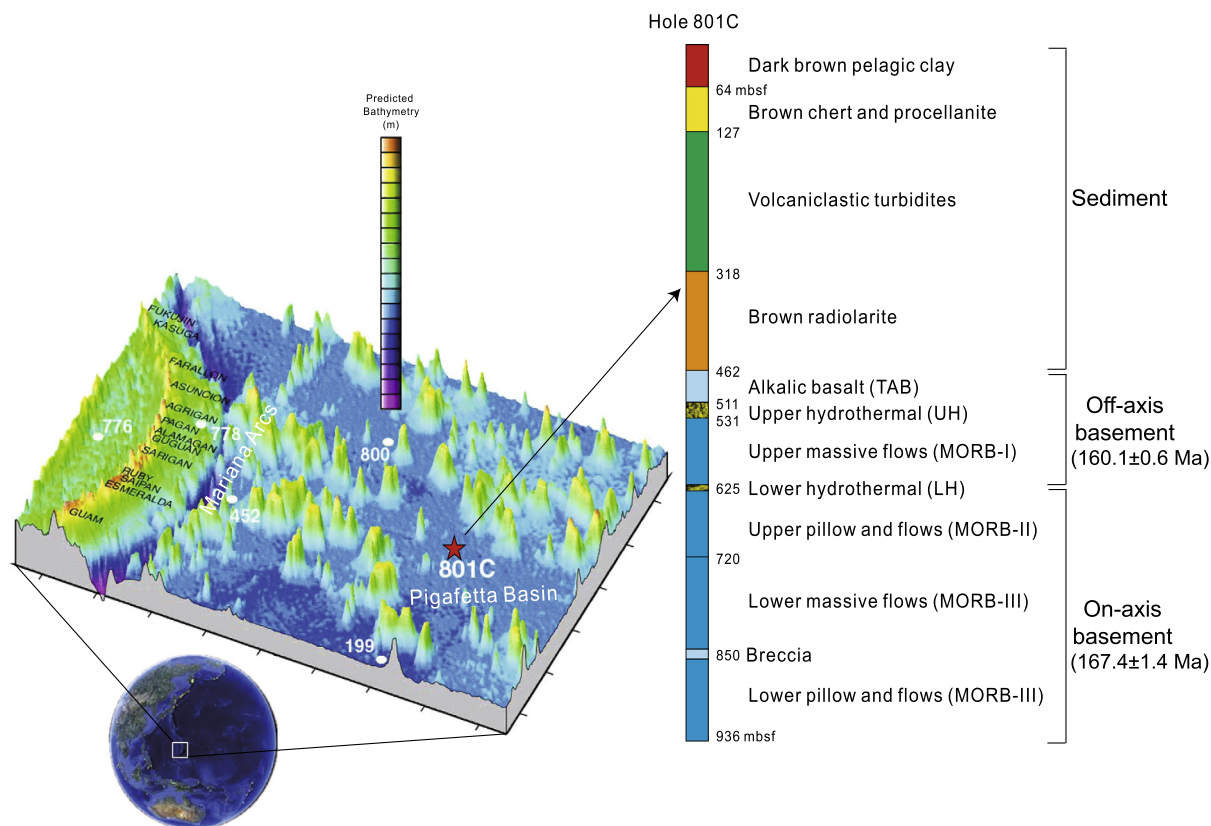 Hole 801C
Dark brown pelagic clay
64 mbsf
Brown chert and procellanite
127
Volcaniclastic turbidites
318
Brown radiolarite
462
Alkalic basalt (TAB)
511
Upper hydrothermal (UH)
531
Upper massive flows (MORB-I)
625
Lower hydrothermal (LH)
Upper pillow and flows (MORB-II)
720
Lower massive flows (MORB-III)
850
Breccia
Lower pillow and flows (MORB-III)
936 mbsf
Sediment
Off-axis
basement
(160.1±0.6 Ma)
On-axis
basement
(167.4±1.4 Ma)
Predicted
Bathymetry
(m)
FUKUJIN
KASUGA
FARALLON
ASUNCION
AGRIGAN
PAGAN
ALAMAGAN
GUGUAN
SARIGAN
RUBY
SAIPAN
ESMERALDA
GUAM
776
778
Mariana Arcs
452
800
801C
Pigafetta Basin
199